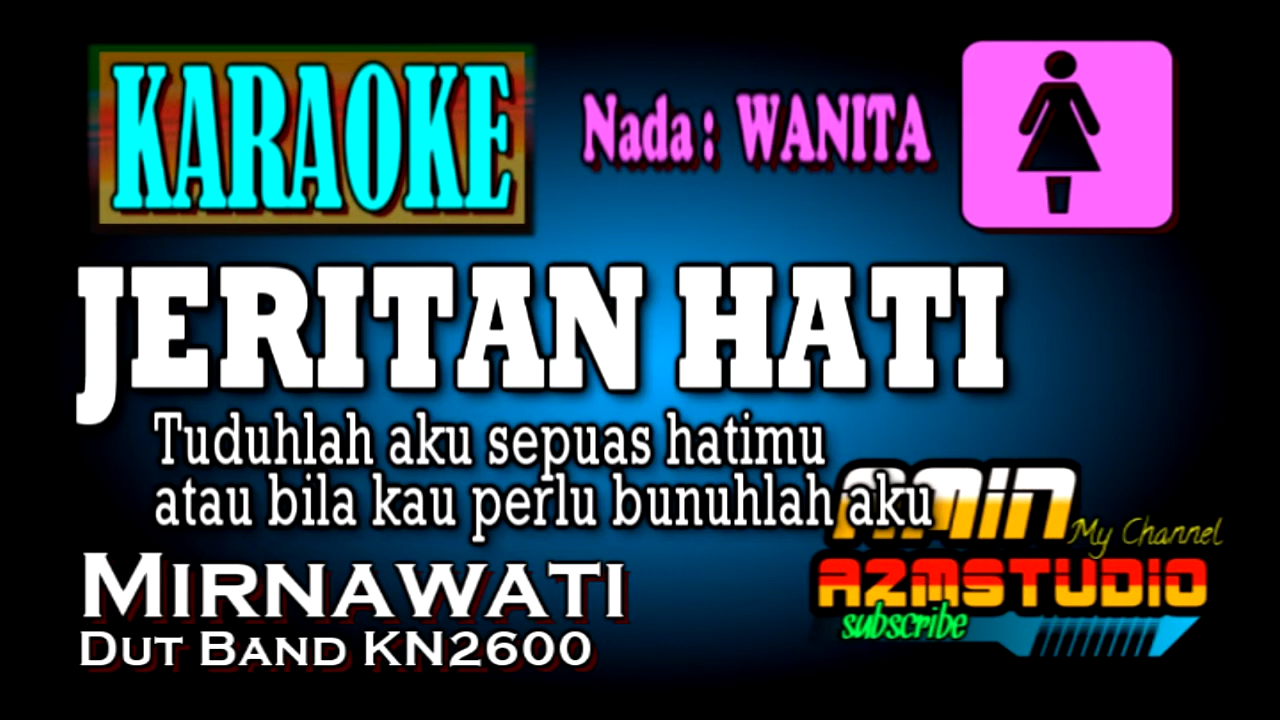 KARAOKE
Nada : WANITA
JERITAN HATI
Tuduhlah aku sepuas hatimu
atau bila kau perlu bunuhlah aku
AMiN
My Channel
AZMSTUDIO
subscribe
MIRNAWATI
DUT BAND KN2600